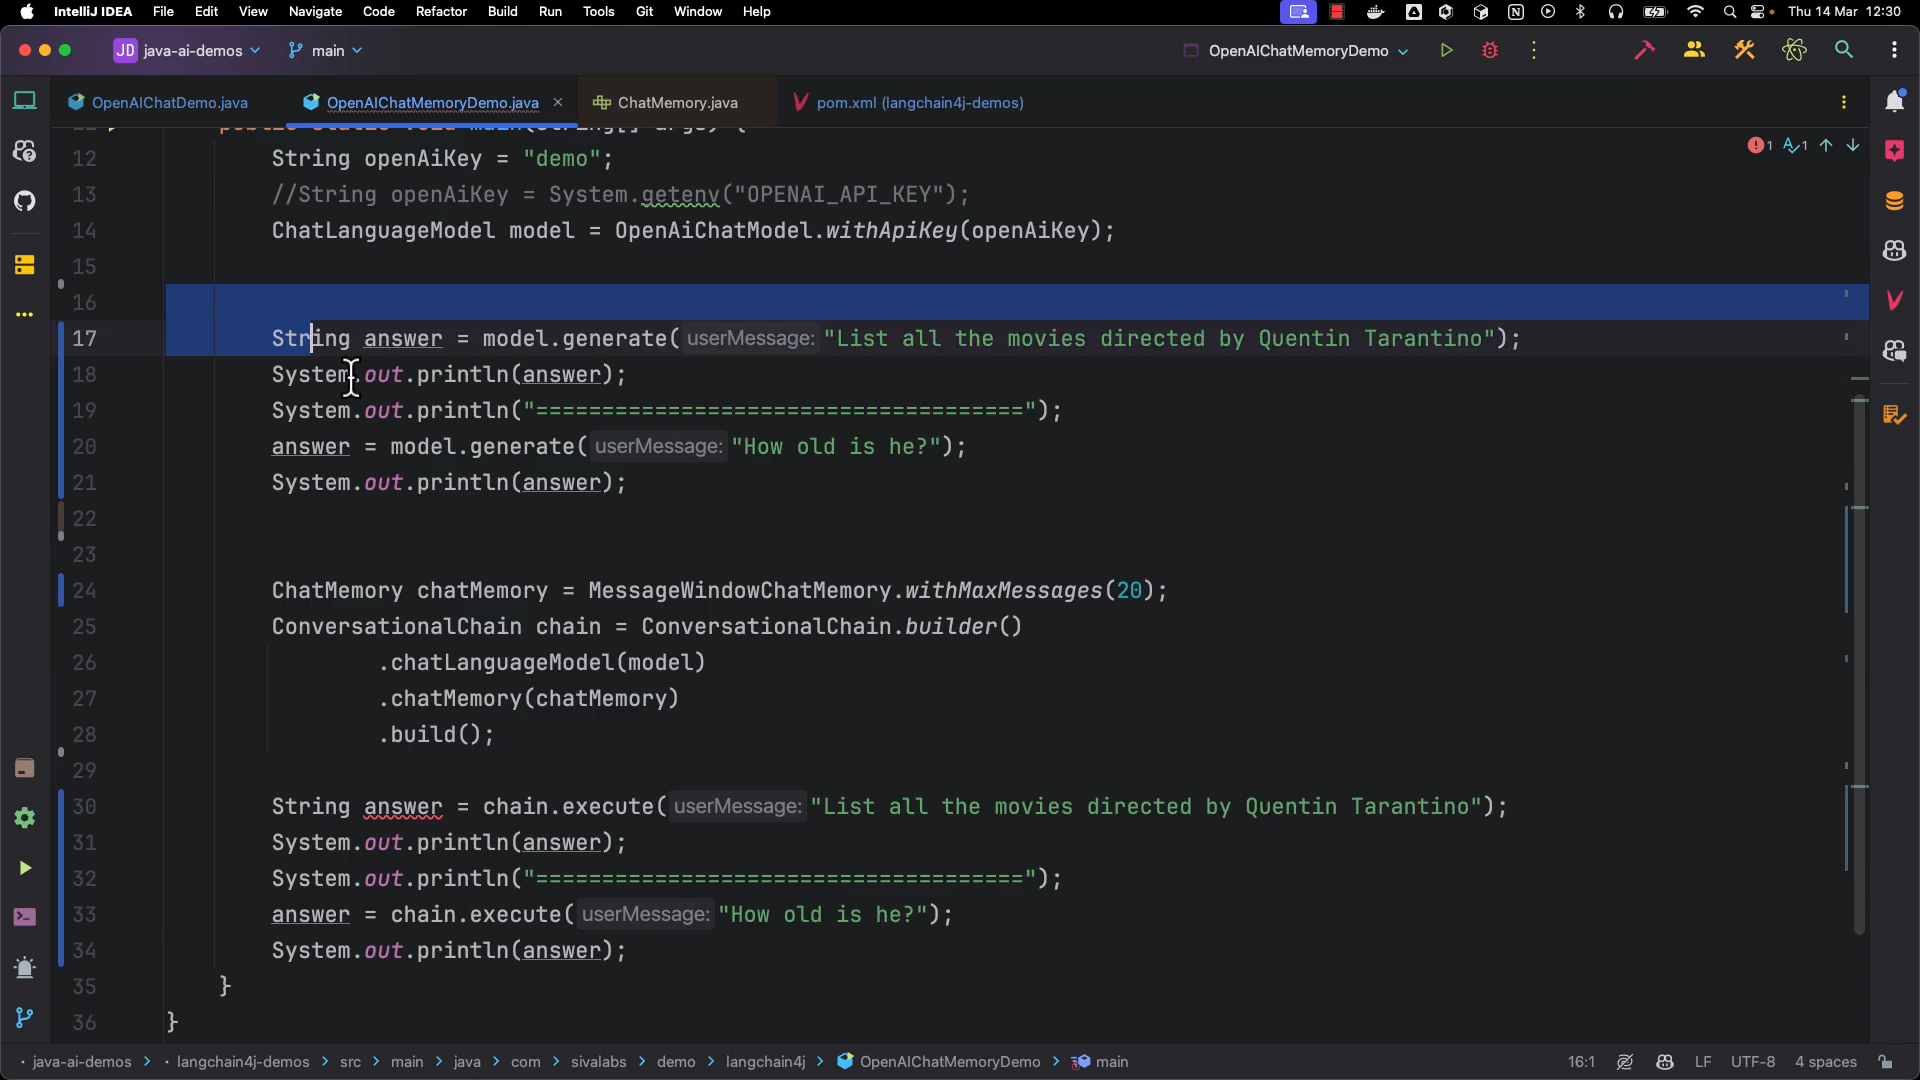 IntelliJ IDEA File Edit View Navigate Code Refactor Build Run Tools Git Window Help Thu 14 Mar 12:30
JD java-ai-demos main OpenAIChatMemoryDemo
OpenAIChatDemo.java OpenAIChatMemoryDemo.java ChatMemory.java pom.xml (langchain4j-demos)
public static void main(String[] args) {
12 String openAiKey = "demo"; 1 1
13 //String openAiKey = System.getenv("OPENAI_API_KEY");
14 ChatLanguageModel model = OpenAiChatModel.withApiKey(openAiKey);
15
16
17 String answer = model.generate( userMessage: "List all the movies directed by Quentin Tarantino");
18 System.out.println(answer);
19 System.out.println("=====================================");
20 answer = model.generate( userMessage: "How old is he?");
21 System.out.println(answer);
22
23
24 ChatMemory chatMemory = MessageWindowChatMemory.withMaxMessages(20);
25 ConversationalChain chain = ConversationalChain.builder()
26 .chatLanguageModel(model)
27 .chatMemory(chatMemory)
28 .build();
29
30 String answer = chain.execute( userMessage: "List all the movies directed by Quentin Tarantino");
31 System.out.println(answer);
32 System.out.println("=====================================");
33 answer = chain.execute( userMessage: "How old is he?");
34 System.out.println(answer);
35 }
36 }
java-ai-demos > langchain4j-demos > src > main > java > com > sivalabs > demo > langchain4j > OpenAIChatMemoryDemo > main 16:1 LF UTF-8 4 spaces